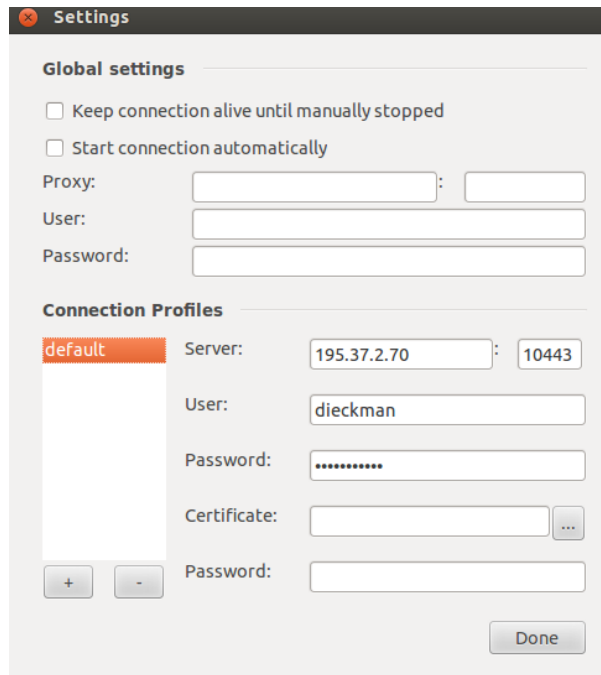 Settings
Global settings
Keep connection alive until manually stopped
Start connection automatically
Proxy: :
User:
Password:
Connection Profiles
default
Server: 195.37.2.70 : 10443
User: dieckman
Password: •••••••••••
Certificate: ...
Password:
+ -
Done